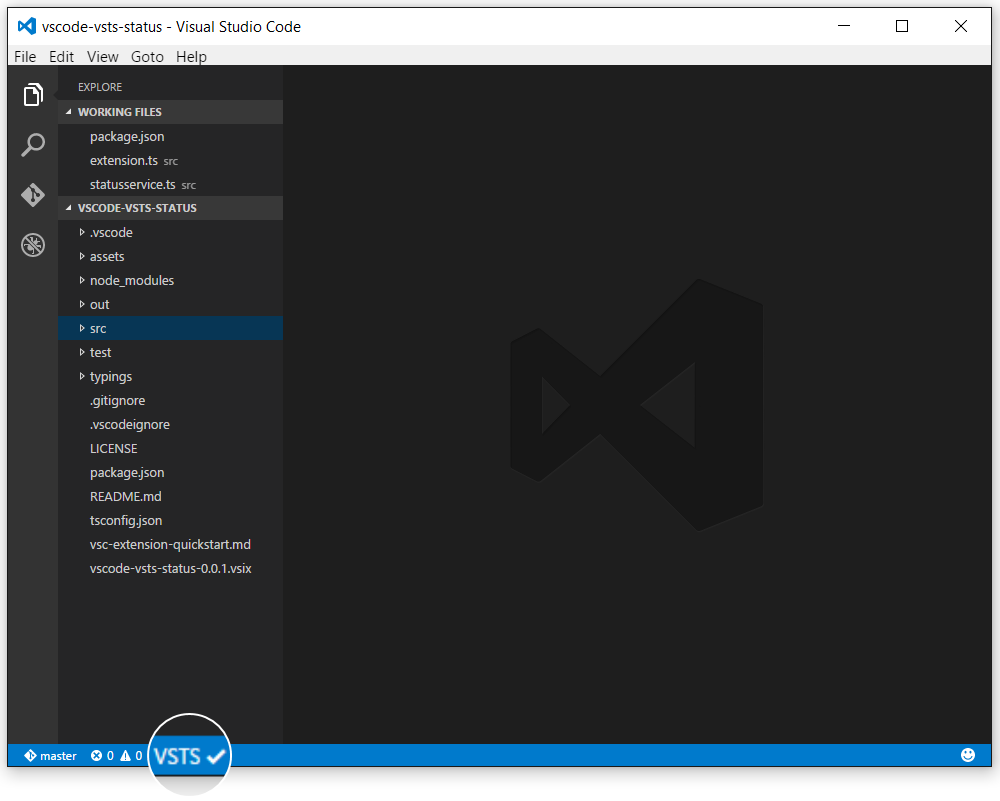 vscode-vsts-status - Visual Studio Code
File Edit View Goto Help
EXPLORE
WORKING FILES
package.json
extension.ts src
statusservice.ts src
VSCODE-VSTS-STATUS
.vscode
assets
node_modules
out
src
test
typings
.gitignore
.vscodeignore
LICENSE
package.json
README.md
tsconfig.json
vsc-extension-quickstart.md
vscode-vsts-status-0.0.1.vsix
master 0 0 VSTS